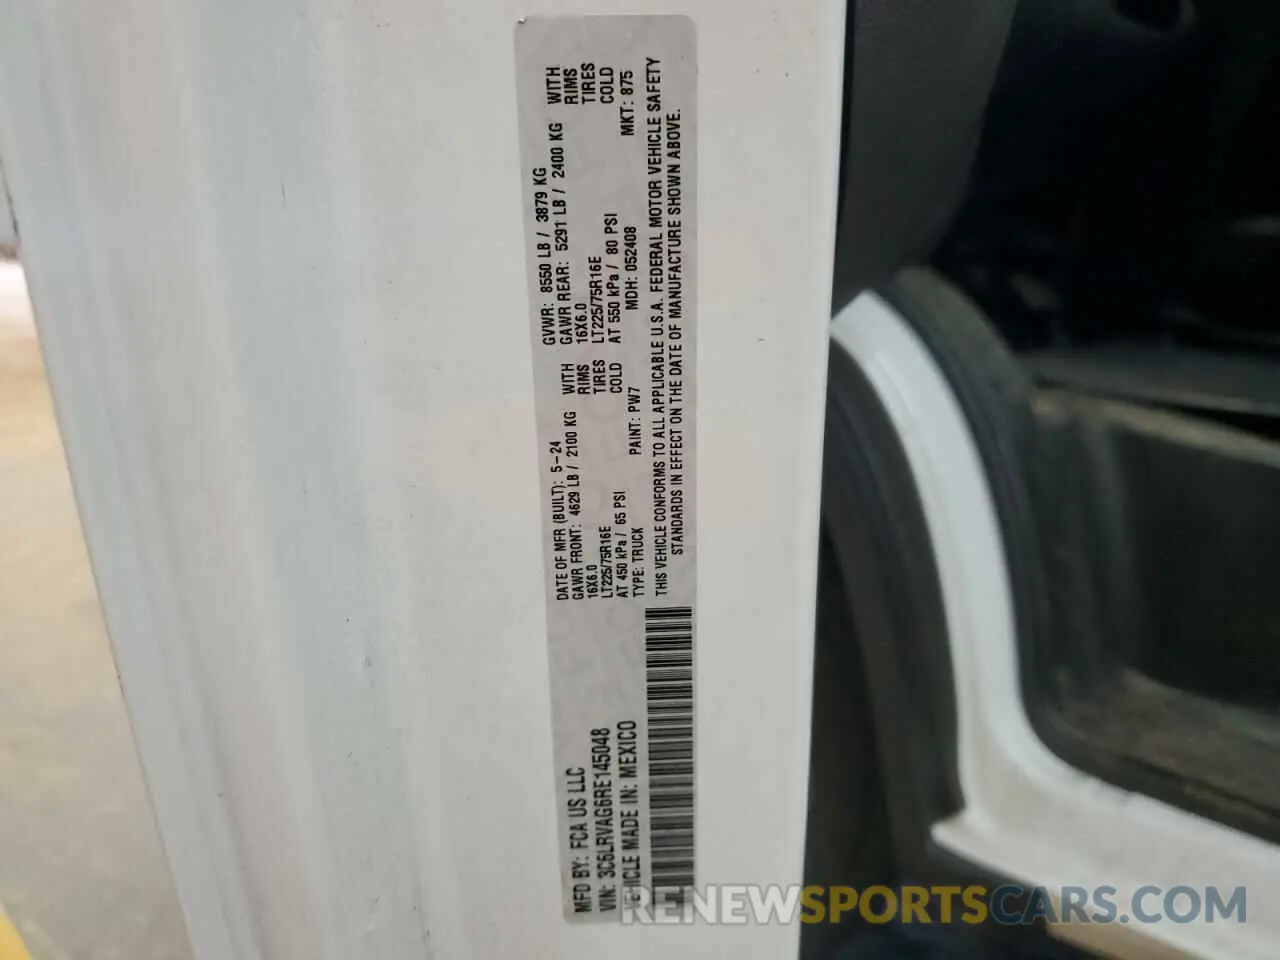 MFD BY: FCA US LLC
VIN: 3C6LRVAG6RE145048
VEHICLE MADE IN: MEXICO
DATE OF MFR (BUILT): 5-24
GAWR FRONT: 4629 LB / 2100 KG WITH
16X6.0 RIMS
LT225/75R16E TIRES
AT 450 kPa / 65 PSI COLD
TYPE: TRUCK PAINT: PW7
GVWR: 8550 LB / 3879 KG
GAWR REAR: 5291 LB / 2400 KG WITH
16X6.0 RIMS
LT225/75R16E TIRES
AT 550 kPa / 80 PSI COLD
MDH: 052408 MKT: 875
THIS VEHICLE CONFORMS TO ALL APPLICABLE U.S.A. FEDERAL MOTOR VEHICLE SAFETY
STANDARDS IN EFFECT ON THE DATE OF MANUFACTURE SHOWN ABOVE.
RENEWSPORTSCARS.COM